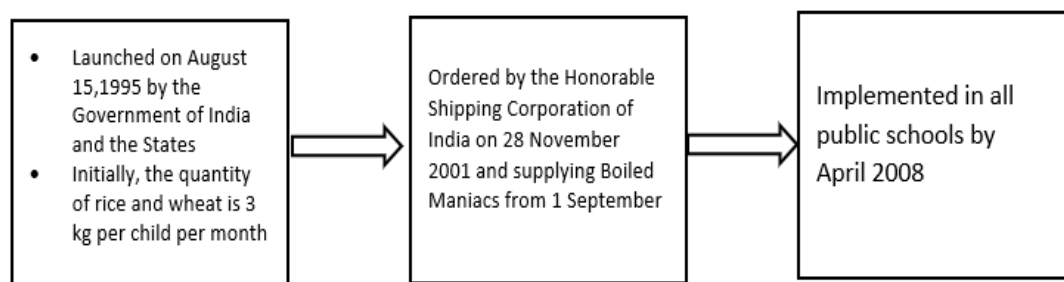 • Launched on August
15,1995 by the
Government of India
and the States
• Initially, the quantity
of rice and wheat is 3
kg per child per month
Ordered by the Honorable
Shipping Corporation of
India on 28 November
2001 and supplying Boiled
Maniacs from 1 September
Implemented in all
public schools by
April 2008